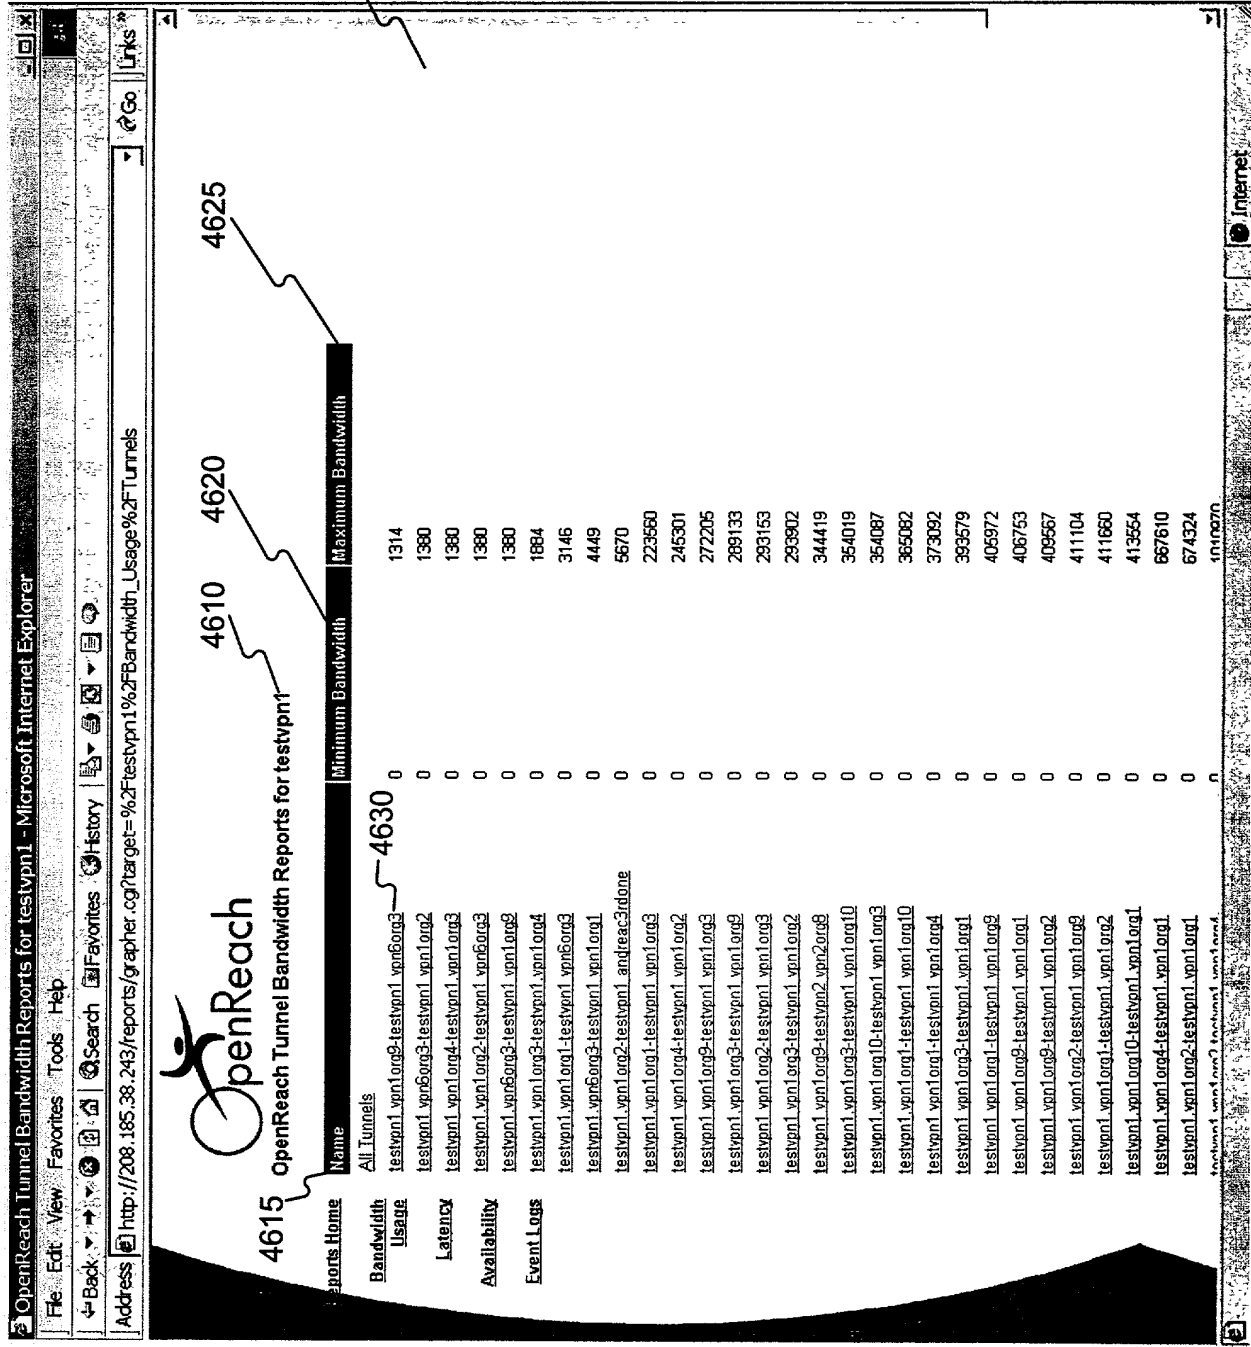 OpenReach Tunnel Bandwidth Reports for testvpn1 - Microsoft Internet Explorer
File Edit View Favorites Tools Help
Back Search Favorites History
Address http://208.185.38.243/reports/grapher.cgi?target=%2Ftestvpn1%2FBandwidth_Usage%2FTunnels Go Links »
penReach
4610 4620 4625
4615 OpenReach Tunnel Bandwidth Reports for testvpn1
eports Home
Bandwidth
Usage
Latency
Availability
Event Logs
Name Minimum Bandwidth Maximum Bandwidth
All Tunnels
4630
testvpn1.vpn1org9-testvpn1.vpn6org3 0 1314
testvpn1.vpn6org3-testvpn1.vpn1org2 0 1380
testvpn1.vpn1org4-testvpn1.vpn1org3 0 1380
testvpn1.vpn1org2-testvpn1.vpn6org3 0 1380
testvpn1.vpn6org3-testvpn1.vpn1org9 0 1380
testvpn1.vpn1org3-testvpn1.vpn1org4 0 1884
testvpn1.vpn1org1-testvpn1.vpn6org3 0 3146
testvpn1.vpn6org3-testvpn1.vpn1org1 0 4449
testvpn1.vpn1org2-testvpn1.andreac3rdone 0 5670
testvpn1.vpn1org1-testvpn1.vpn1org3 0 223560
testvpn1.vpn1org4-testvpn1.vpn1org2 0 245301
testvpn1.vpn1org9-testvpn1.vpn1org3 0 272205
testvpn1.vpn1org3-testvpn1.vpn1org9 0 289133
testvpn1.vpn1org2-testvpn1.vpn1org3 0 293153
testvpn1.vpn1org3-testvpn1.vpn1org2 0 293902
testvpn1.vpn1org9-testvpn2.vpn2org8 0 344419
testvpn1.vpn1org3-testvpn1.vpn1org10 0 354019
testvpn1.vpn1org10-testvpn1.vpn1org3 0 354087
testvpn1.vpn1org1-testvpn1.vpn1org10 0 365082
testvpn1.vpn1org1-testvpn1.vpn1org4 0 373092
testvpn1.vpn1org3-testvpn1.vpn1org1 0 393579
testvpn1.vpn1org1-testvpn1.vpn1org9 0 405972
testvpn1.vpn1org9-testvpn1.vpn1org1 0 406753
testvpn1.vpn1org9-testvpn1.vpn1org2 0 409567
testvpn1.vpn1org2-testvpn1.vpn1org9 0 411104
testvpn1.vpn1org1-testvpn1.vpn1org2 0 411660
testvpn1.vpn1org10-testvpn1.vpn1org1 0 413554
testvpn1.vpn1org4-testvpn1.vpn1org1 0 667610
testvpn1.vpn1org2-testvpn1.vpn1org1 0 674324
Internet